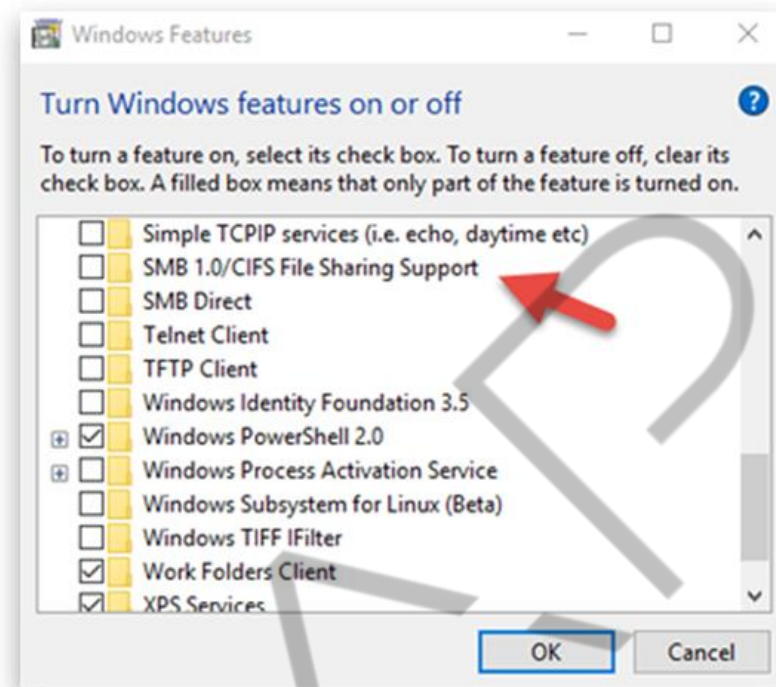 Windows Features
Turn Windows features on or off
To turn a feature on, select its check box. To turn a feature off, clear its
check box. A filled box means that only part of the feature is turned on.
Simple TCPIP services (i.e. echo, daytime etc)
SMB 1.0/CIFS File Sharing Support
SMB Direct
Telnet Client
TFTP Client
Windows Identity Foundation 3.5
Windows PowerShell 2.0
Windows Process Activation Service
Windows Subsystem for Linux (Beta)
Windows TIFF IFilter
Work Folders Client
XPS Services
OK Cancel